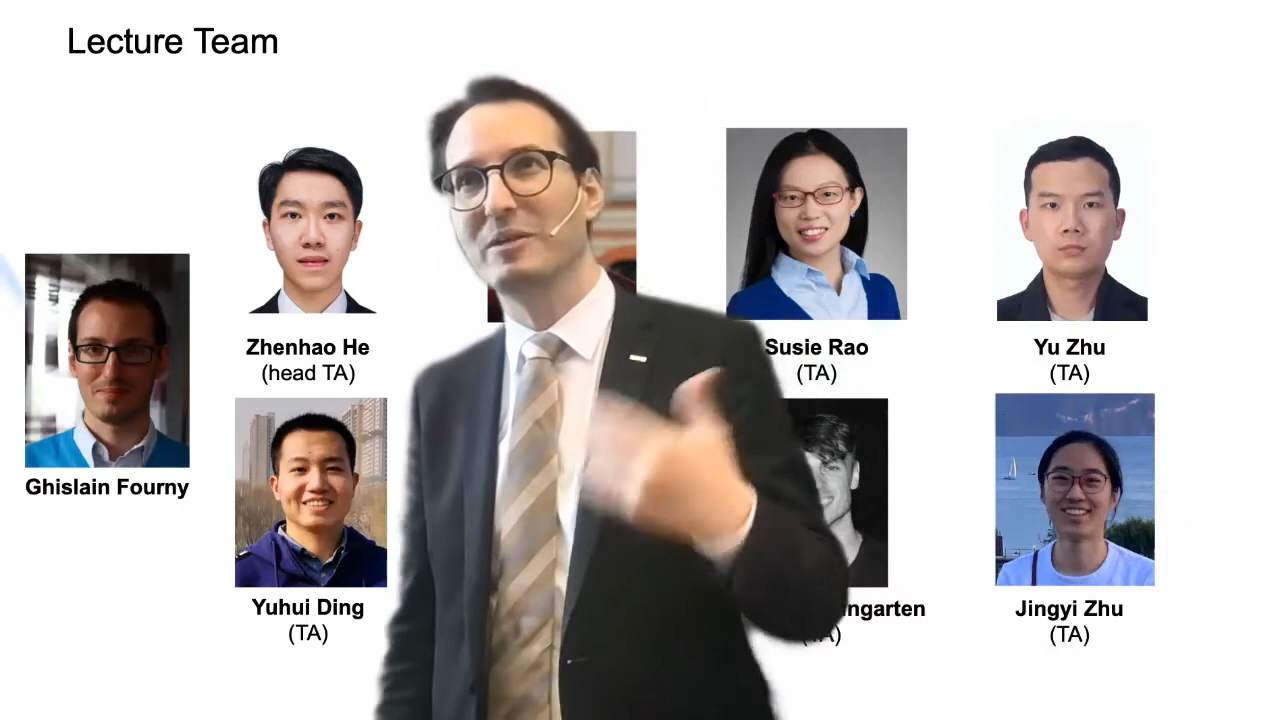 Lecture Team
Zhenhao He
(head TA)
Susie Rao
(TA)
Yu Zhu
(TA)
Ghislain Fourny
Yuhui Ding
(TA)
Jingyi Zhu
(TA)